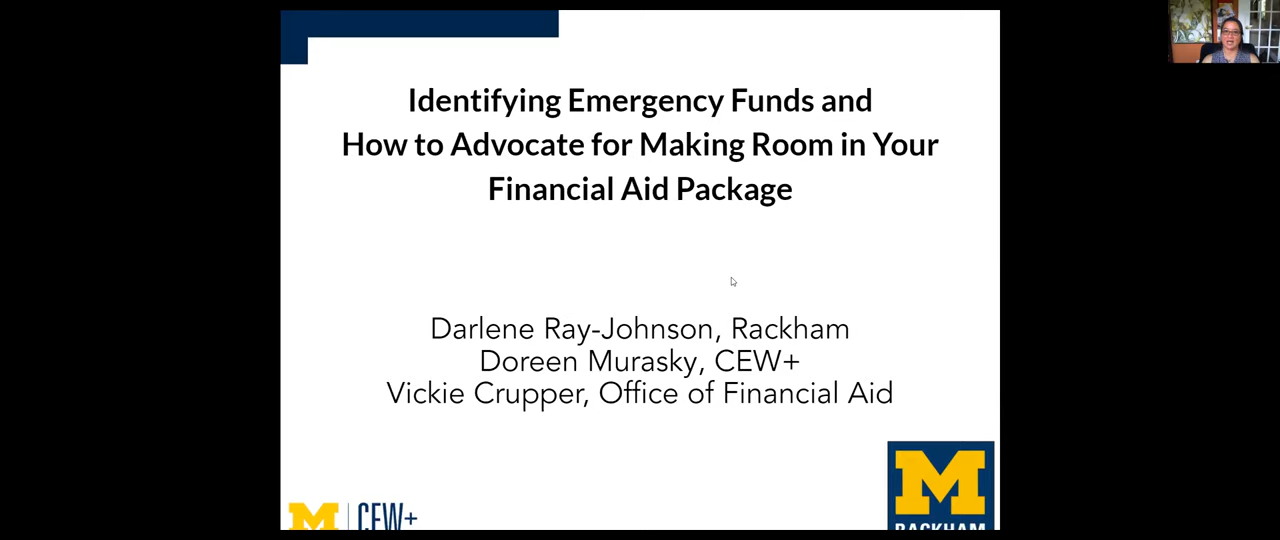 Identifying Emergency Funds and
How to Advocate for Making Room in Your
Financial Aid Package
Darlene Ray-Johnson, Rackham
Doreen Murasky, CEW+
Vickie Crupper, Office of Financial Aid
M | CEW+
M
RACKHAM